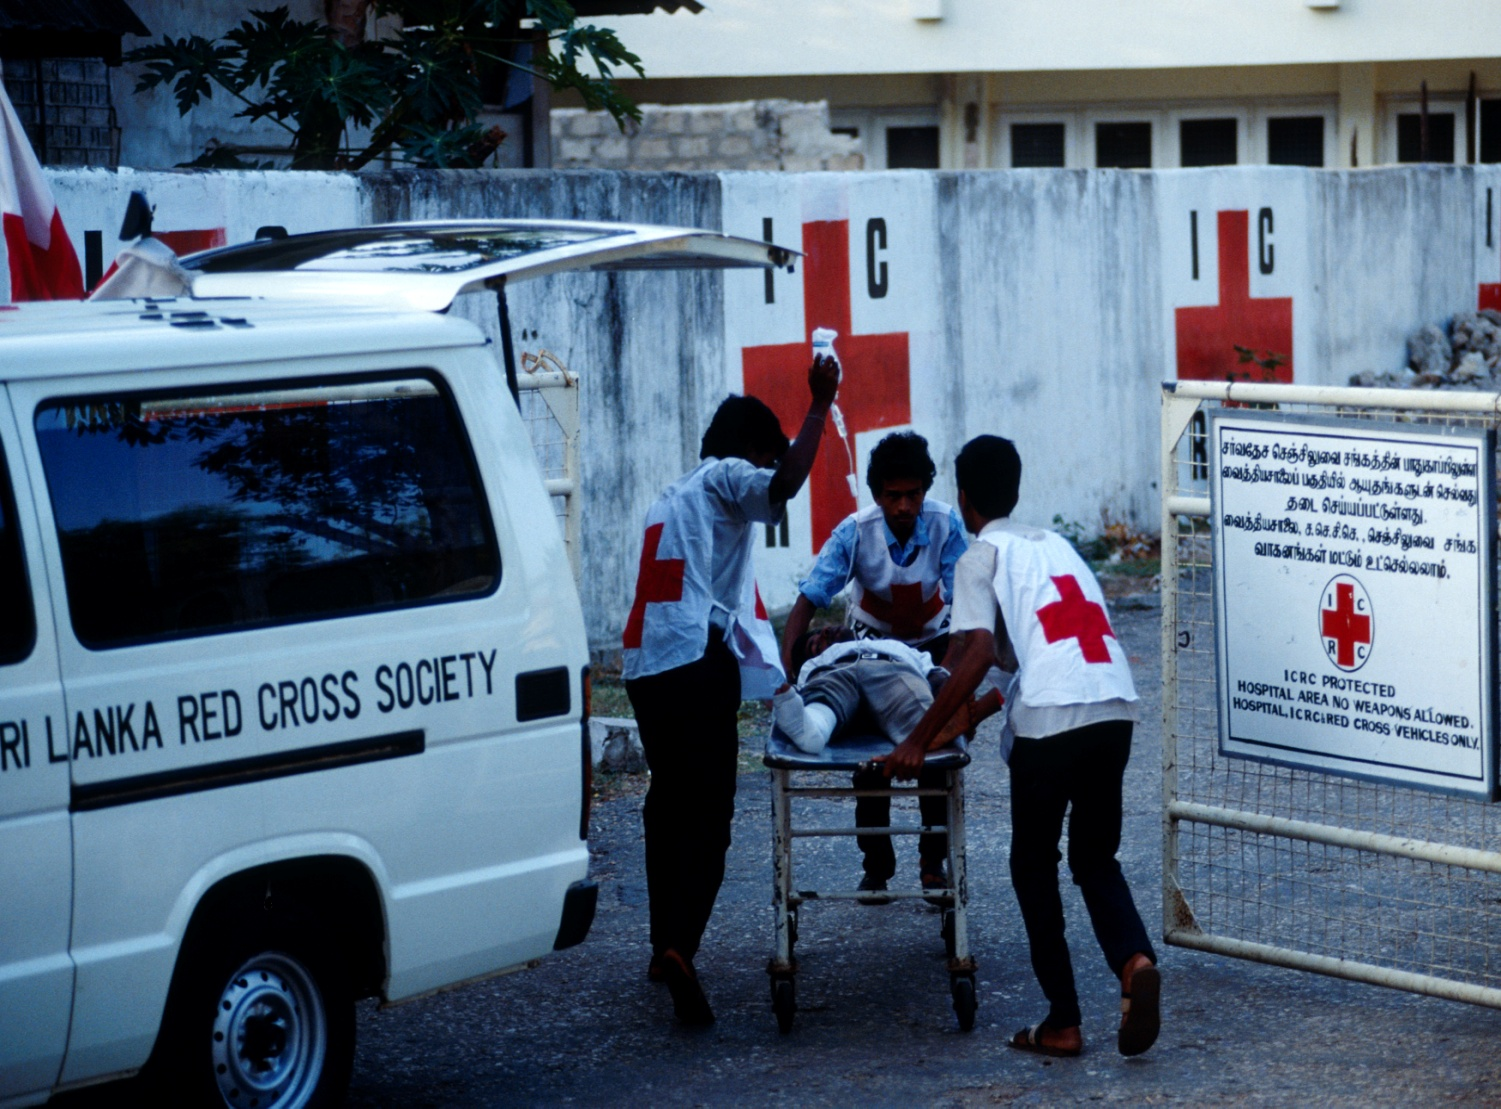 I C
I C
I
RI LANKA RED CROSS SOCIETY
சர்வதேச செஞ்சிலுவை சங்கத்தின் பாதுகாப்பிலுள்ள
வைத்தியசாலைப் பகுதியில் ஆயுதங்களுடன் செல்வது
தடை செய்யப்பட்டுள்ளது.
வைத்தியசாலை, ச.செ.சி.சே., செஞ்சிலுவை சங்க
வாகனங்கள் மட்டும் உட்செல்லலாம்.
I C
R C
ICRC PROTECTED
HOSPITAL AREA NO WEAPONS ALLOWED.
HOSPITAL, ICRC&RED CROSS VEHICLES ONLY.